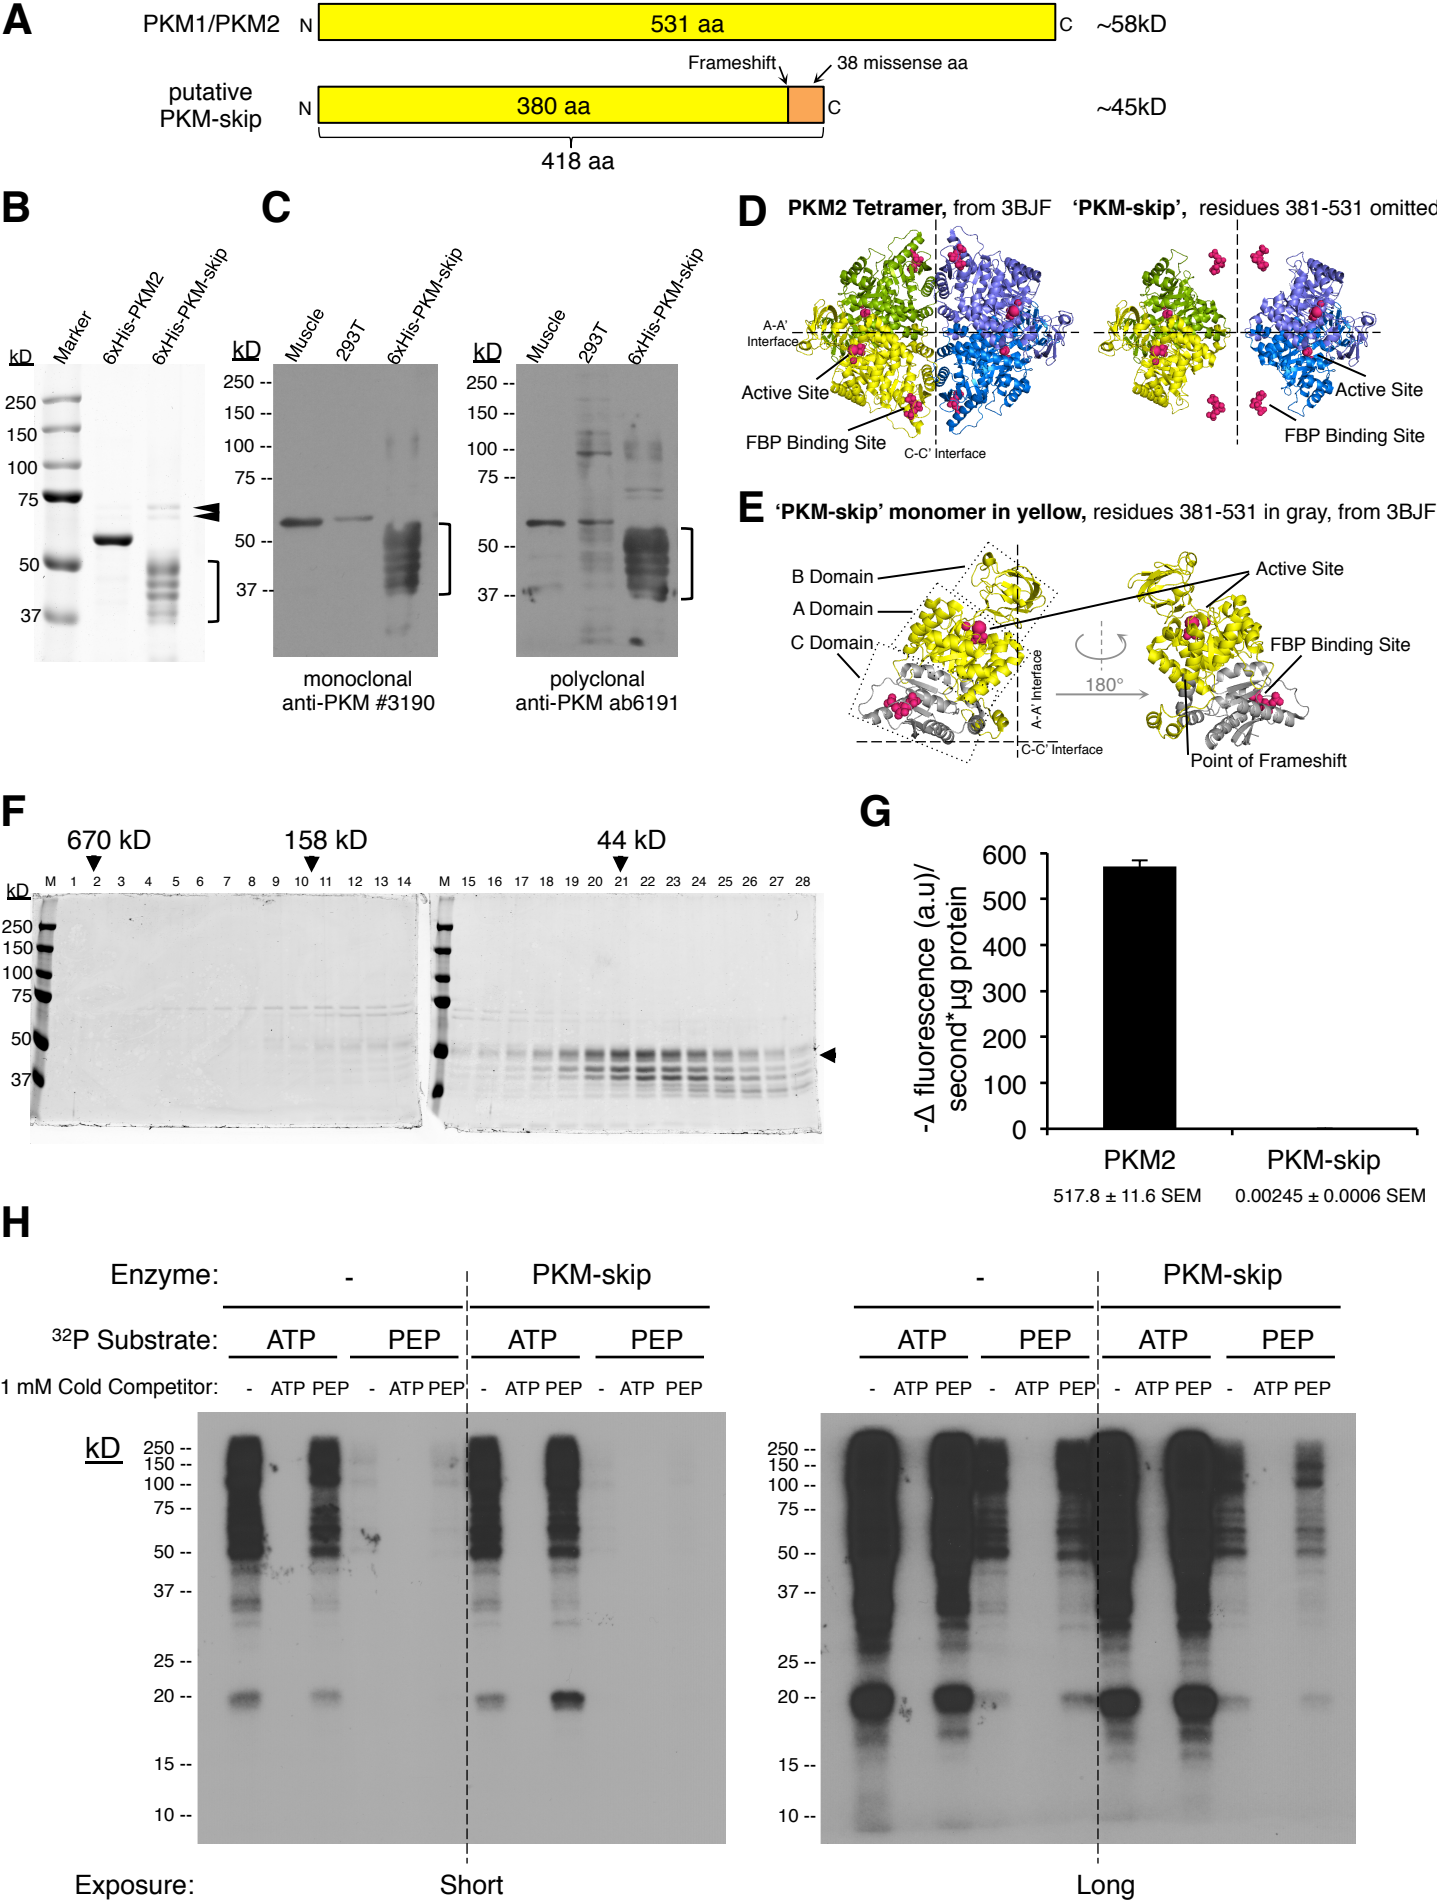 A
PKM1/PKM2 N 531 aa C ~58kD
Frameshift 38 missense aa
putative PKM-skip N 380 aa C ~45kD
418 aa
B
kD Marker 6xHis-PKM2 6xHis-PKM-skip
250
150
100
75
50
37
C
kD Muscle 293T 6xHis-PKM-skip
250 --
150 --
100 --
75 --
50 --
37 --
monoclonal
anti-PKM #3190
kD Muscle 293T 6xHis-PKM-skip
250 --
150 --
100 --
75 --
50 --
37 --
polyclonal
anti-PKM ab6191
D
PKM2 Tetramer, from 3BJF
'PKM-skip', residues 381-531 omitted
A-A' Interface
Active Site
FBP Binding Site
C-C' Interface
Active Site
FBP Binding Site
E
'PKM-skip' monomer in yellow, residues 381-531 in gray, from 3BJF
B Domain
A Domain
C Domain
Active Site
FBP Binding Site
A-A' Interface
180°
C-C' Interface
Point of Frameshift
F
670 kD 158 kD 44 kD
kD M 1 2 3 4 5 6 7 8 9 10 11 12 13 14 M 15 16 17 18 19 20 21 22 23 24 25 26 27 28
250
150
100
75
50
37
G
-Δ fluorescence (a.u)/
second*µg protein
600
500
400
300
200
100
0
PKM2 PKM-skip
517.8 ± 11.6 SEM 0.00245 ± 0.0006 SEM
H
Enzyme: - PKM-skip - PKM-skip
32P Substrate: ATP PEP ATP PEP ATP PEP ATP PEP
1 mM Cold Competitor: - ATP PEP - ATP PEP - ATP PEP - ATP PEP - ATP PEP - ATP PEP - ATP PEP - ATP PEP
kD
250 --
150 --
100 --
75 --
50 --
37 --
25 --
20 --
15 --
10 --
250 --
150 --
100 --
75 --
50 --
37 --
25 --
20 --
15 --
10 --
Exposure: Short Long